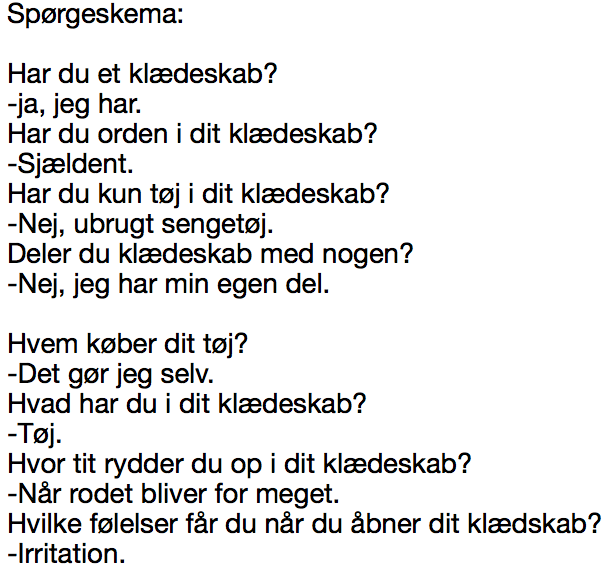 Spørgeskema:
Har du et klædeskab?
-ja, jeg har.
Har du orden i dit klædeskab?
-Sjældent.
Har du kun tøj i dit klædeskab?
-Nej, ubrugt sengetøj.
Deler du klædeskab med nogen?
-Nej, jeg har min egen del.
Hvem køber dit tøj?
-Det gør jeg selv.
Hvad har du i dit klædeskab?
-Tøj.
Hvor tit rydder du op i dit klædeskab?
-Når rodet bliver for meget.
Hvilke følelser får du når du åbner dit klædskab?
-Irritation.